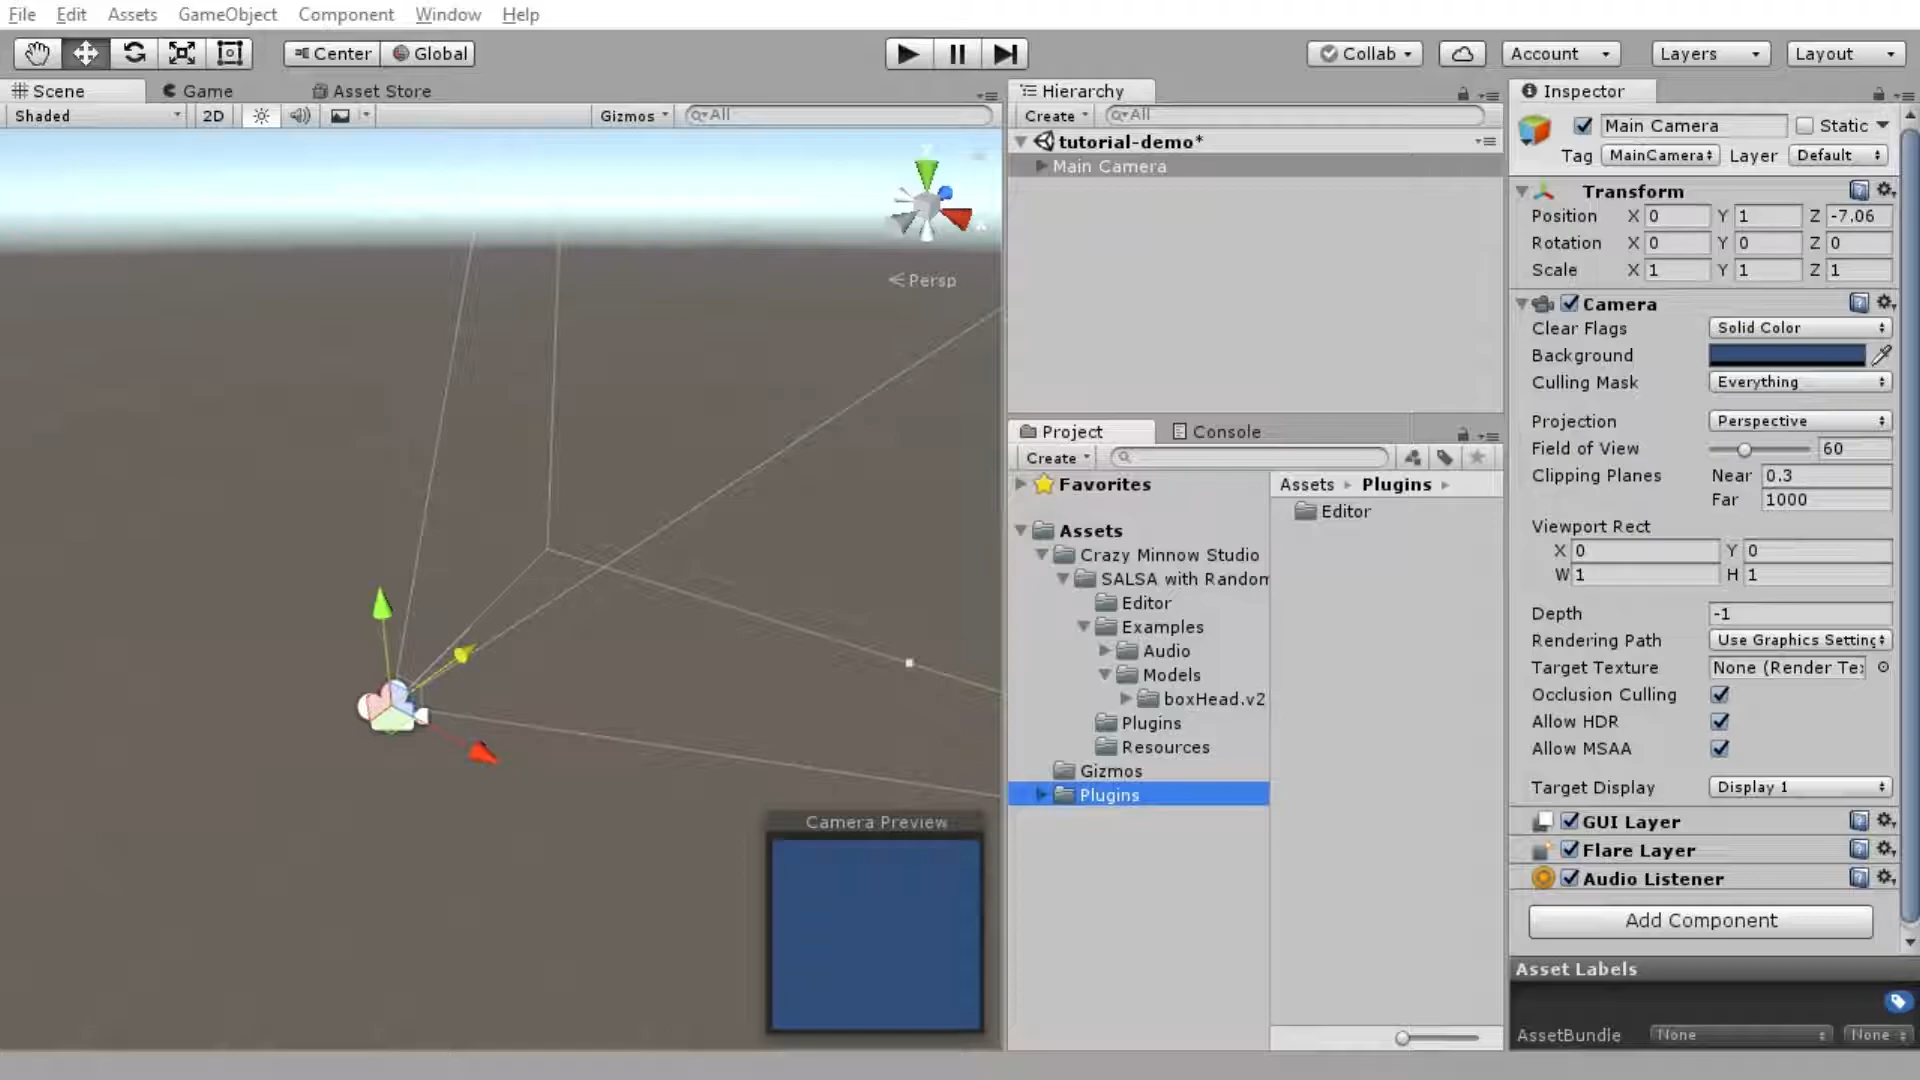 File Edit Assets GameObject Component Window Help
Center Global Collab Account Layers Layout
Scene Game Asset Store
Shaded 2D Gizmos All
Persp
Camera Preview
Hierarchy
Create All
tutorial-demo*
Main Camera
Project Console
Create
Favorites
Assets
Crazy Minnow Studio
SALSA with Random
Editor
Examples
Audio
Models
boxHead.v2
Plugins
Resources
Gizmos
Plugins
Assets Plugins
Editor
Inspector
Main Camera Static
Tag MainCamera Layer Default
Transform
Position X 0 Y 1 Z -7.06
Rotation X 0 Y 0 Z 0
Scale X 1 Y 1 Z 1
Camera
Clear Flags Solid Color
Background
Culling Mask Everything
Projection Perspective
Field of View 60
Clipping Planes Near 0.3
Far 1000
Viewport Rect
X 0 Y 0
W 1 H 1
Depth -1
Rendering Path Use Graphics Setting
Target Texture None (Render Te
Occlusion Culling
Allow HDR
Allow MSAA
Target Display Display 1
GUI Layer
Flare Layer
Audio Listener
Add Component
Asset Labels
AssetBundle None None